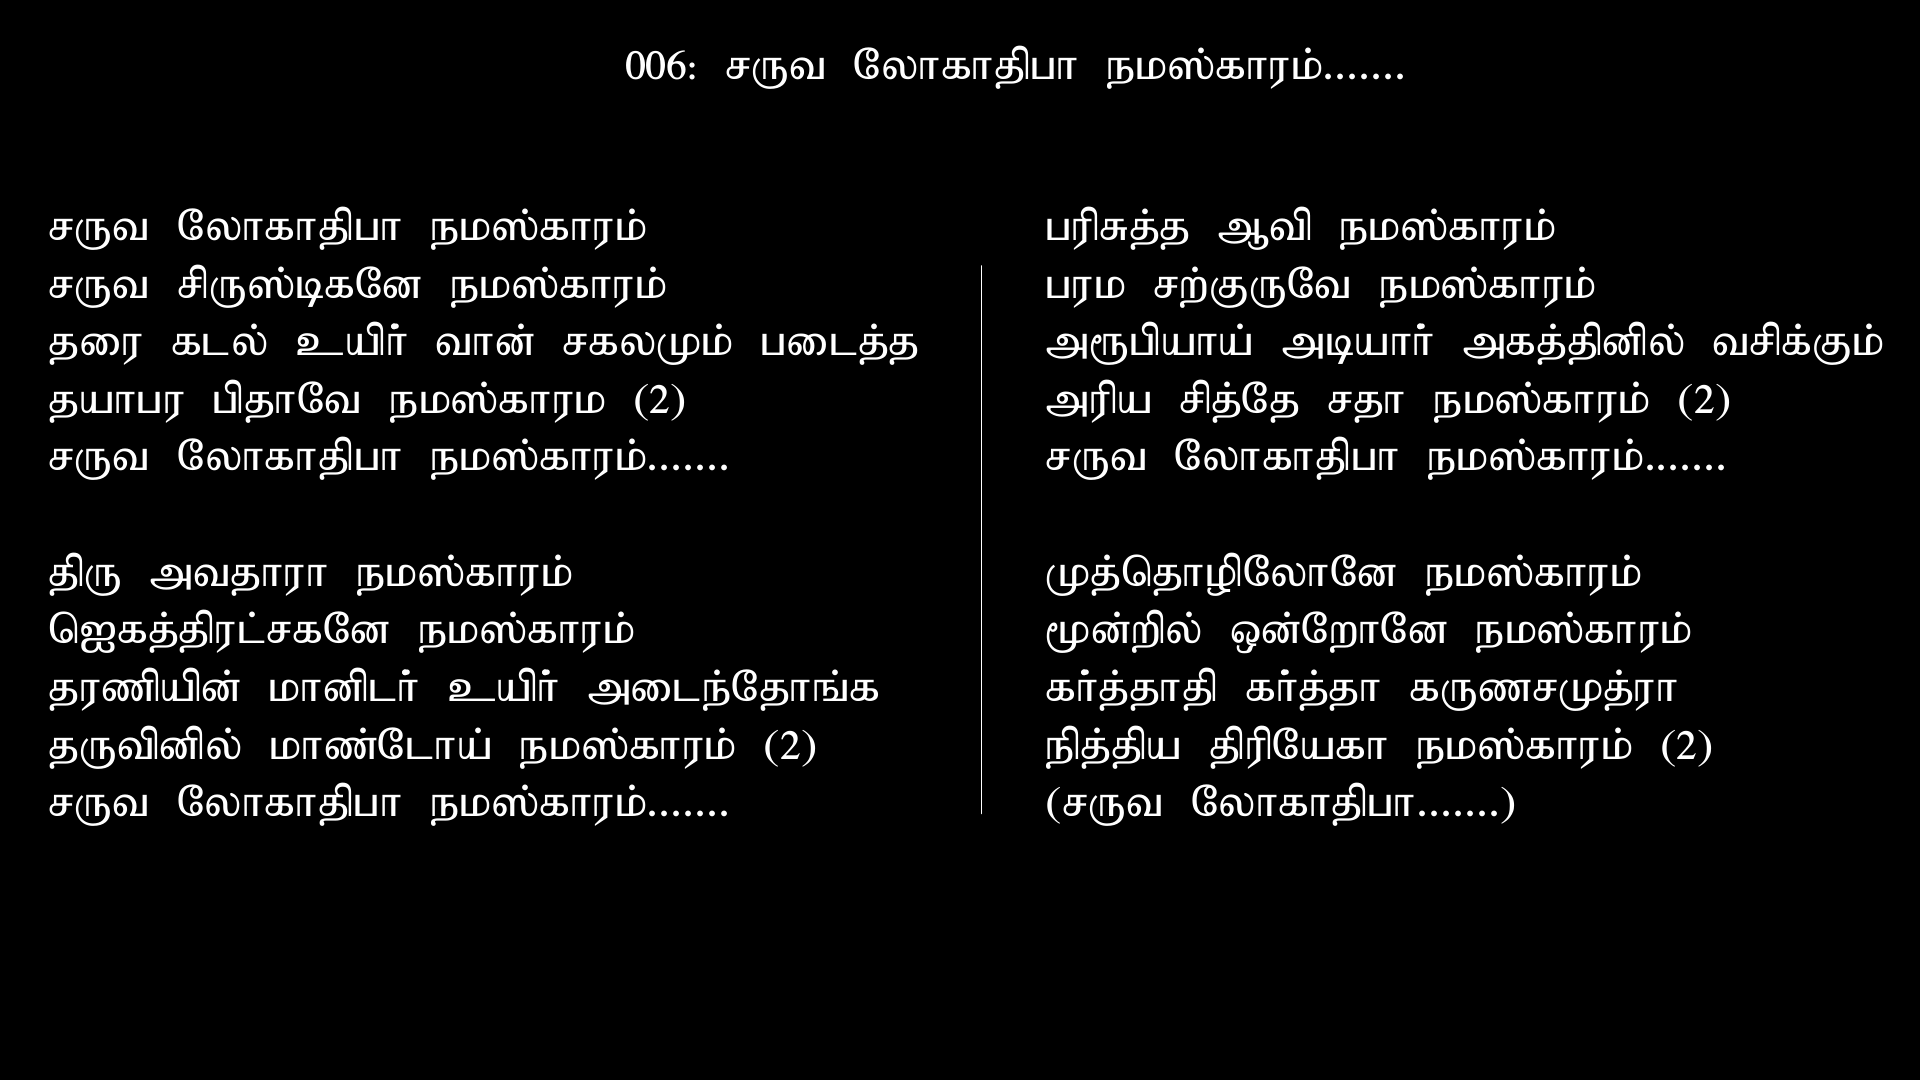 006: சருவ லோகாதிபா நமஸ்காரம்.......
சருவ லோகாதிபா நமஸ்காரம்
சருவ சிருஸ்டிகனே நமஸ்காரம்
தரை கடல் உயிர் வான் சகலமும் படைத்த
தயாபர பிதாவே நமஸ்காரம (2)
சருவ லோகாதிபா நமஸ்காரம்.......
திரு அவதாரா நமஸ்காரம்
ஜெகத்திரட்சகனே நமஸ்காரம்
தரணியின் மானிடர் உயிர் அடைந்தோங்க
தருவினில் மாண்டோய் நமஸ்காரம் (2)
சருவ லோகாதிபா நமஸ்காரம்.......
பரிசுத்த ஆவி நமஸ்காரம்
பரம சற்குருவே நமஸ்காரம்
அரூபியாய் அடியார் அகத்தினில் வசிக்கும்
அரிய சித்தே சதா நமஸ்காரம் (2)
சருவ லோகாதிபா நமஸ்காரம்.......
முத்தொழிலோனே நமஸ்காரம்
மூன்றில் ஒன்றோனே நமஸ்காரம்
கர்த்தாதி கர்த்தா கருணசமுத்ரா
நித்திய திரியேகா நமஸ்காரம் (2)
(சருவ லோகாதிபா.......)